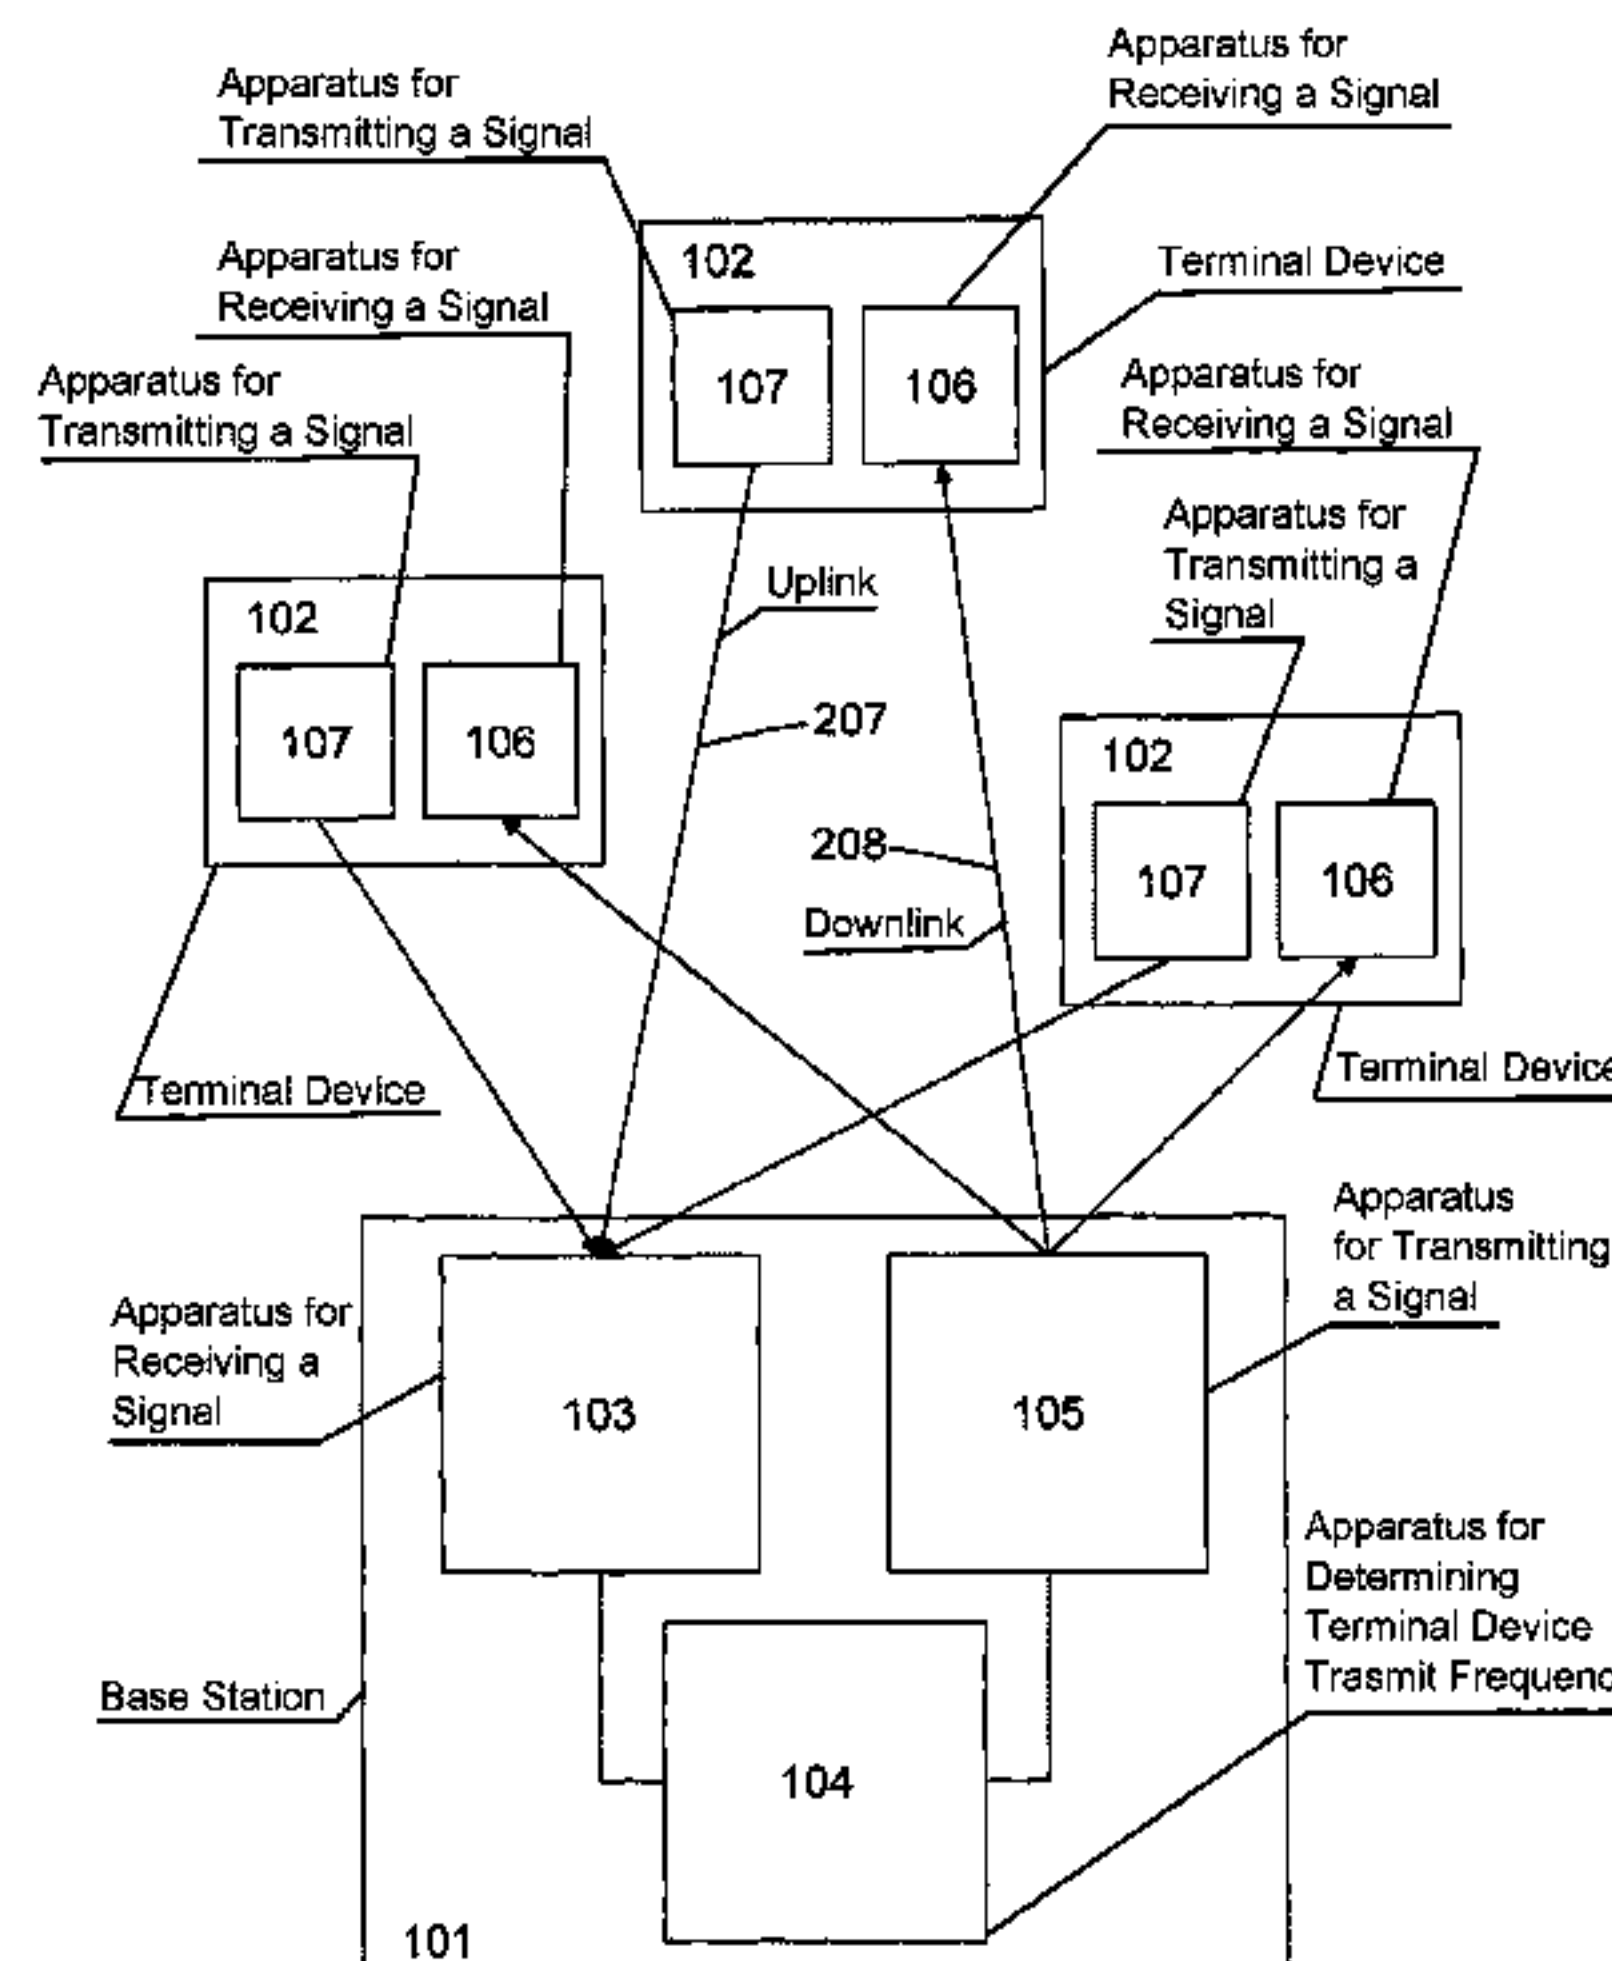 Apparatus for
Receiving a Signal
Apparatus for
Transmitting a Signal
Apparatus for
Receiving a Signal
102
Terminal Device
Apparatus for
Transmitting a Signal
107
106
Apparatus for
Receiving a Signal
Apparatus for
Transmitting a
Signal
Uplink
102
207
107
106
102
208
107
106
Downlink
Terminal Device
Terminal Device
Apparatus
for Transmitting
a Signal
Apparatus for
Receiving a
Signal
103
105
Apparatus for
Determining
Terminal Device
Trasmit Frequenc
Base Station
104
101